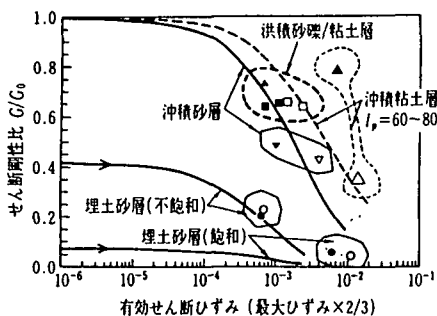 せん断剛性比 G/G₀
1.0
0.8
0.6
0.4
0.2
0.0
洪積砂礫/粘土層
沖積砂層
沖積粘土層
Iₚ=60~80
埋土砂層(不飽和)
埋土砂層(飽和)
10⁻⁶ 10⁻⁵ 10⁻⁴ 10⁻³ 10⁻² 10⁻¹
有効せん断ひずみ (最大ひずみ×2/3)